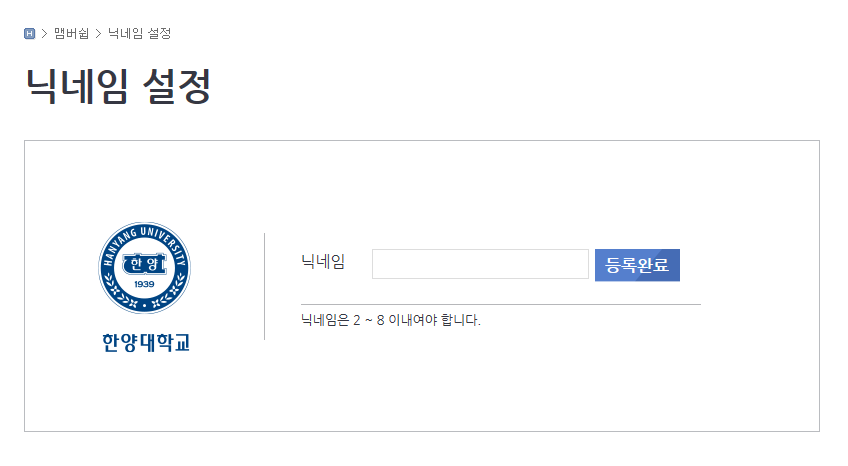 H > 맴버쉽 > 닉네임 설정
닉네임 설정
HANYANG UNIVERSITY
한양
1939
한양대학교
닉네임
등록완료
닉네임은 2 ~ 8 이내여야 합니다.